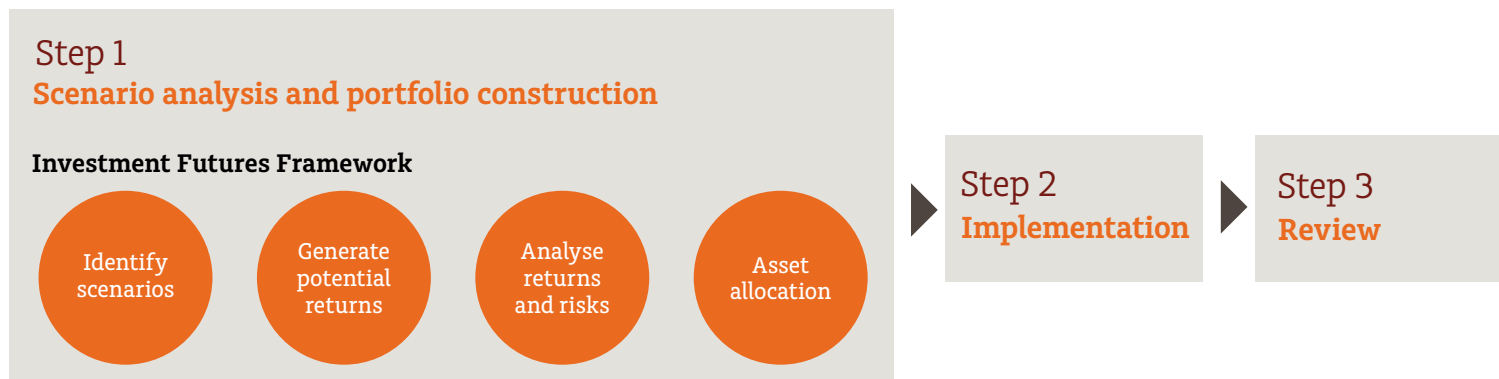 Step 1
Scenario analysis and portfolio construction
Investment Futures Framework
Identify
scenarios
Generate
potential
returns
Analyse
returns
and risks
Asset
allocation
Step 2
Implementation
Step 3
Review